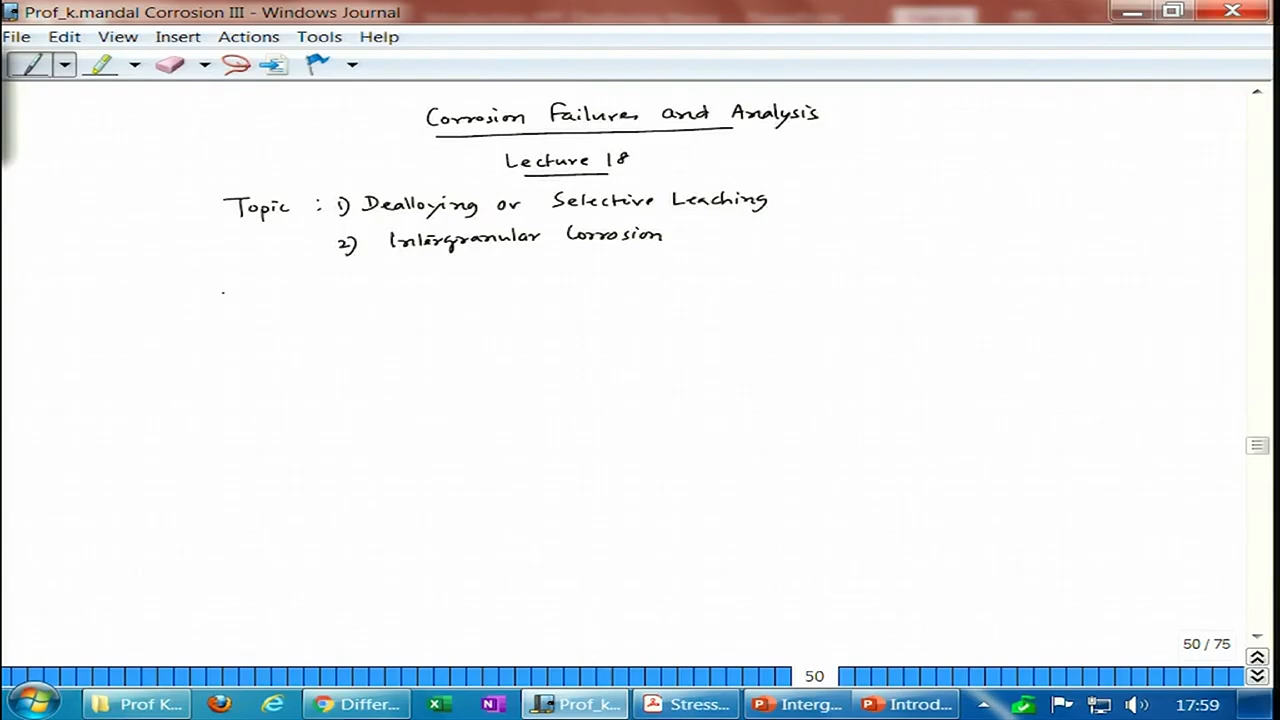 Prof_k.mandal Corrosion III - Windows Journal
File Edit View Insert Actions Tools Help
Corrosion Failures and Analysis
Lecture 18
Topic : 1) Dealloying or Selective Leaching
2) Intergranular Corrosion
50 / 75
50
Prof K... Differ... Prof_k... Stress... Interg... Introd... 17:59